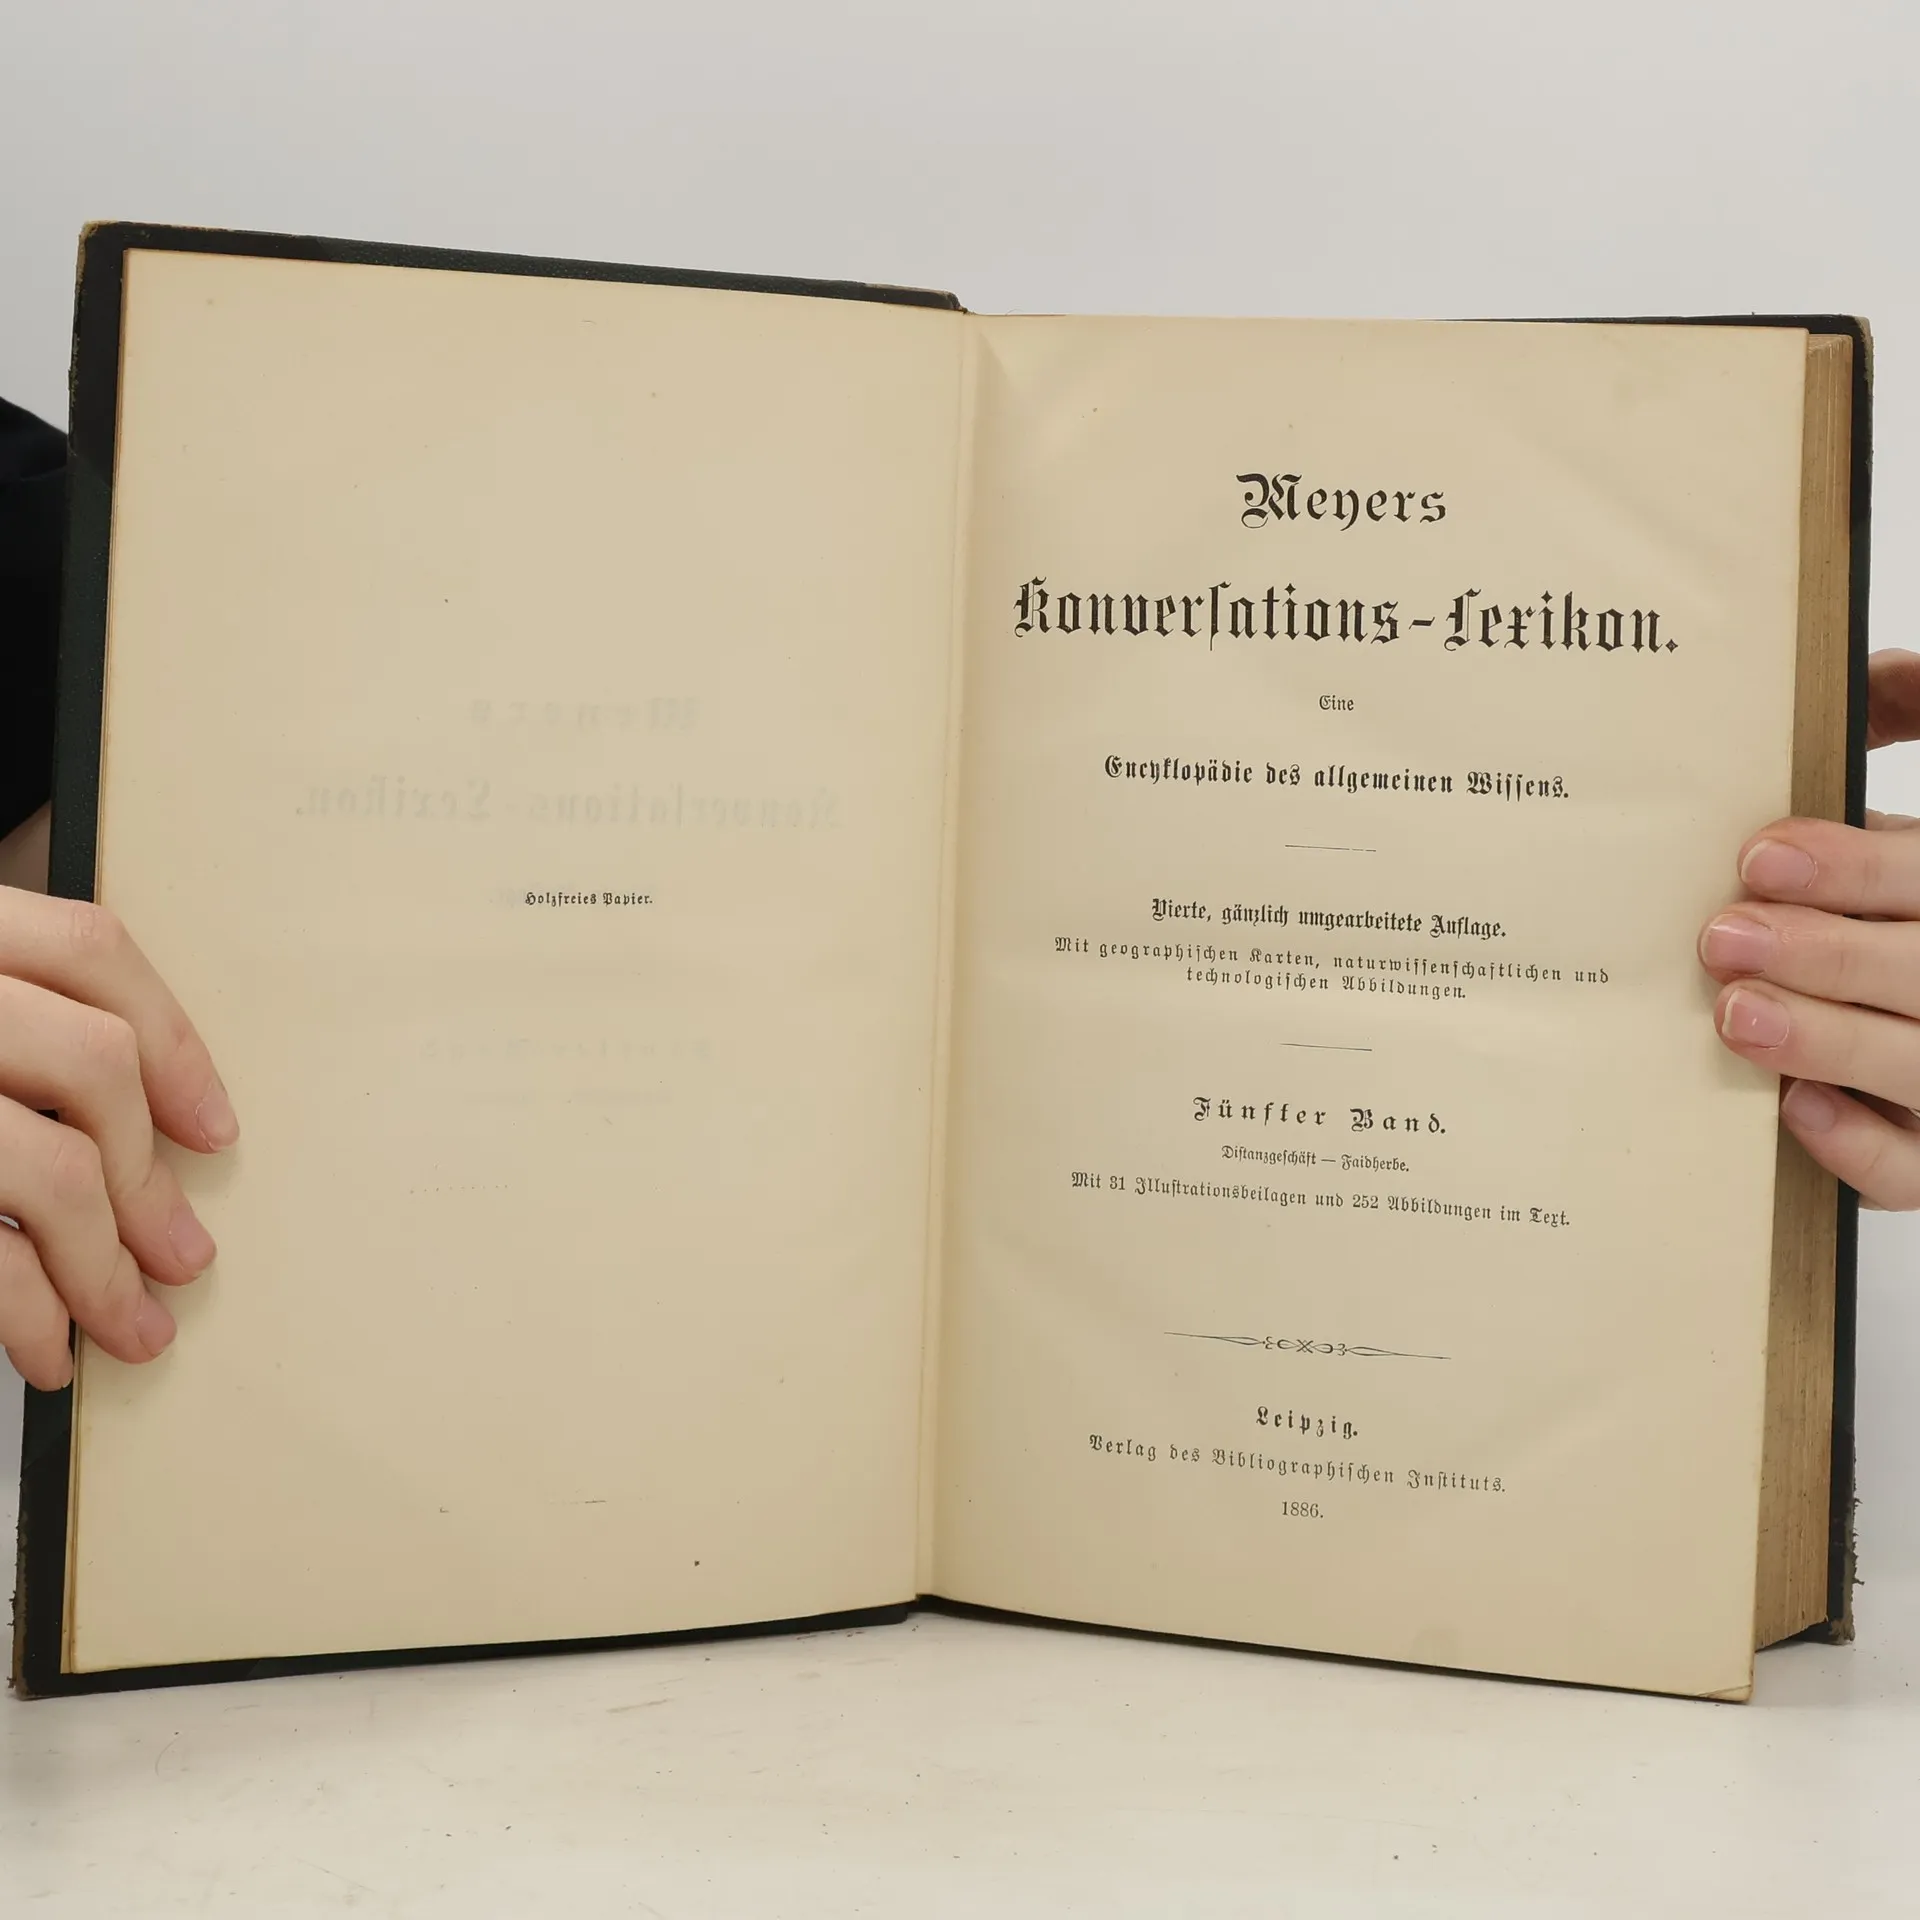 Holzfreies Papier.
Meyers
Konverſations-Lexikon.
Eine
Encyklopädie des allgemeinen Wiſſens.
Vierte, gänzlich umgearbeitete Auflage.
Mit geographiſchen Karten, naturwiſſenſchaftlichen und
technologiſchen Abbildungen.
Fünfter Band.
Diſtanzgeſchäft — Faidherbe.
Mit 31 Illuſtrationsbeilagen und 252 Abbildungen im Text.
Leipzig.
Verlag des Bibliographiſchen Inſtituts.
1886.